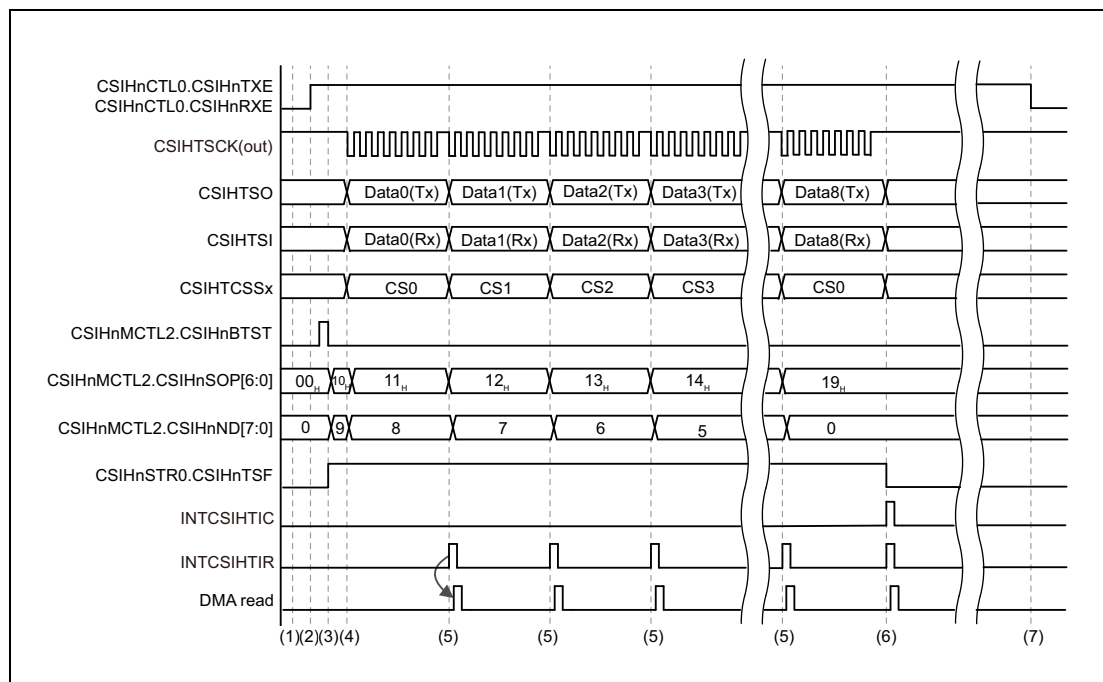 CSIHnCTL0.CSIHnTXE
CSIHnCTL0.CSIHnRXE
CSIHTSCK(out)
CSIHTSO Data0(Tx) Data1(Tx) Data2(Tx) Data3(Tx) Data8(Tx)
CSIHTSI Data0(Rx) Data1(Rx) Data2(Rx) Data3(Rx) Data8(Rx)
CSIHTCSSx CS0 CS1 CS2 CS3 CS0
CSIHnMCTL2.CSIHnBTST
CSIHnMCTL2.CSIHnSOP[6:0] 00H 10H 11H 12H 13H 14H 19H
CSIHnMCTL2.CSIHnND[7:0] 0 9 8 7 6 5 0
CSIHnSTR0.CSIHnTSF
INTCSIHTIC
INTCSIHTIR
DMA read
(1)(2)(3)(4) (5) (5) (5) (5) (6) (7)